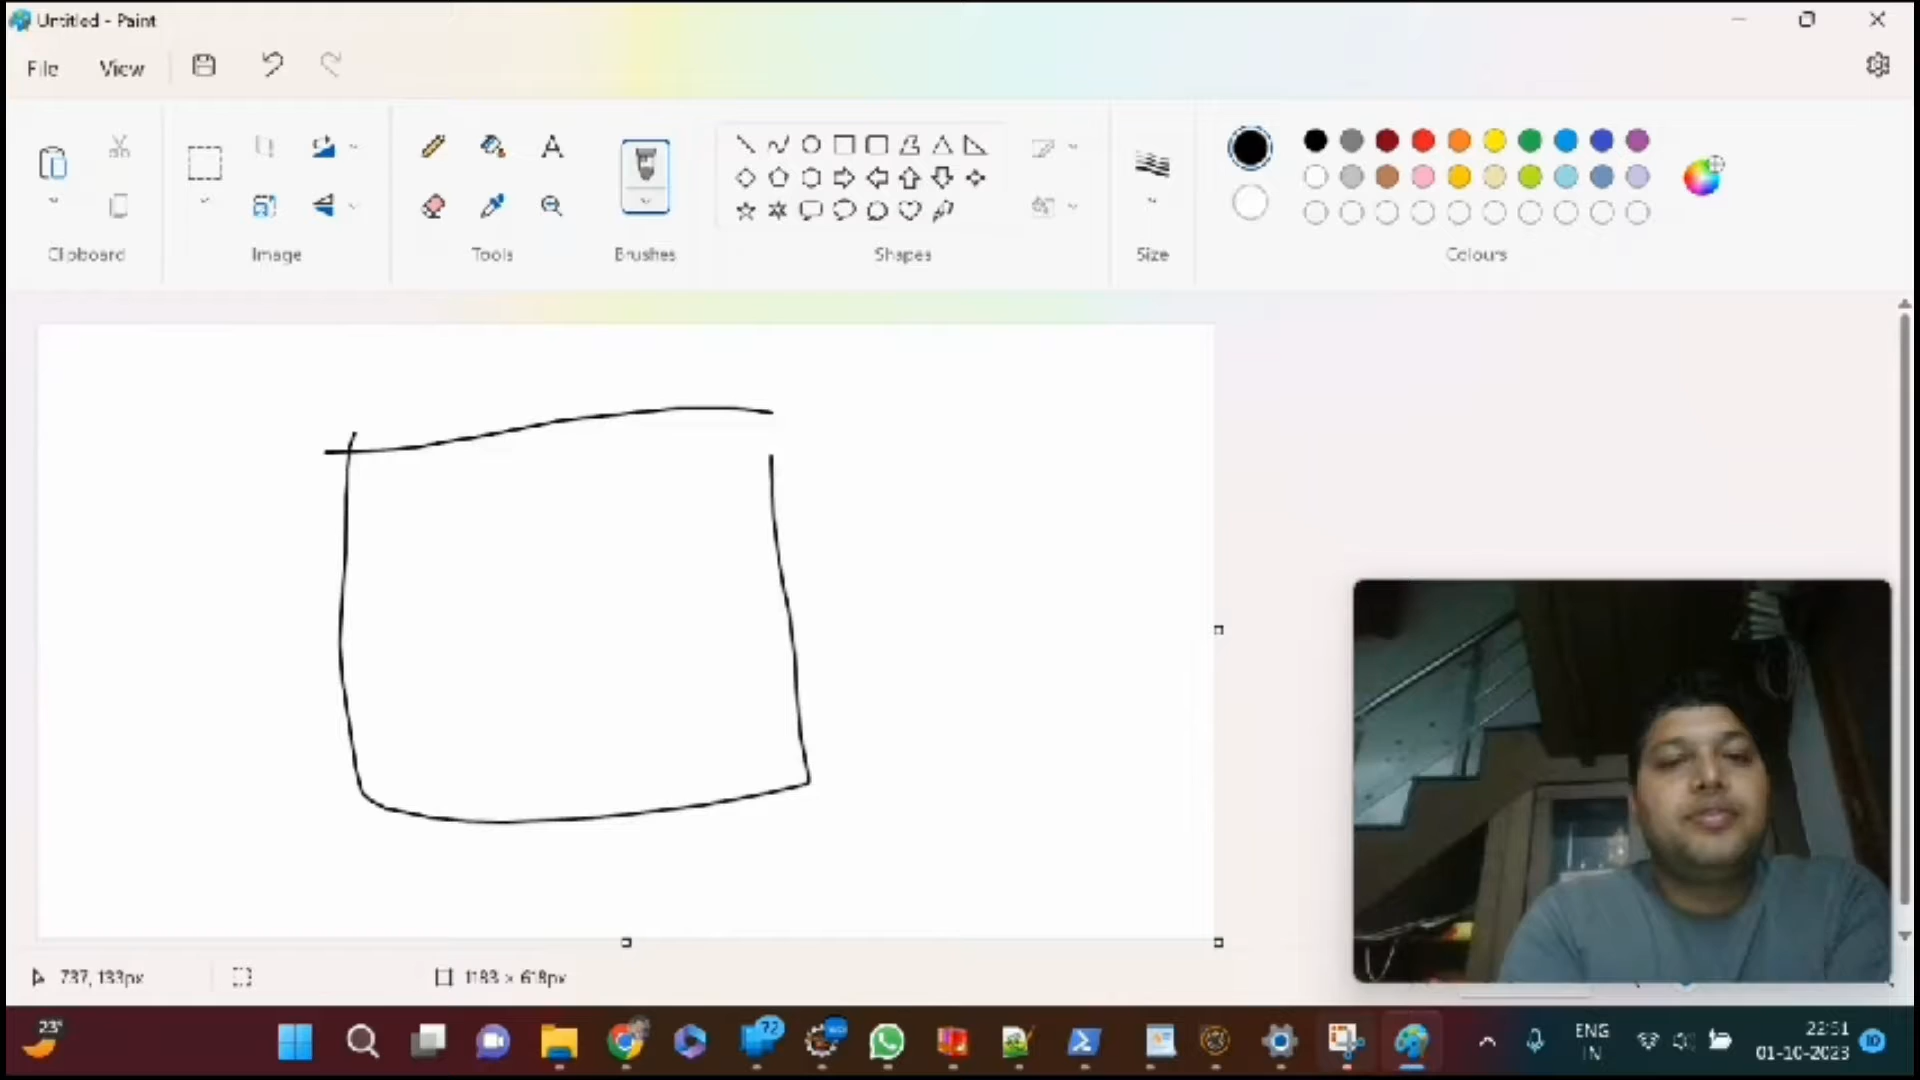 Untitled - Paint
File View
Clipboard
Image
Tools
Brushes
Shapes
Size
Colours
737, 133px
1183 × 618px
23°
72
ENG
IN
22:51
01-10-2023